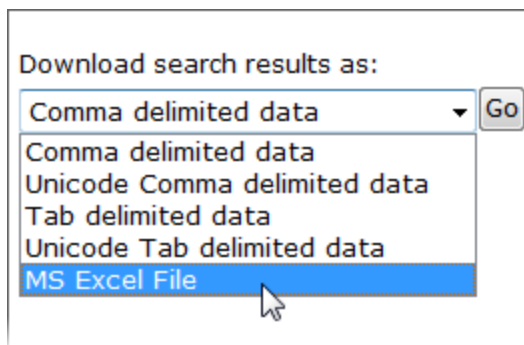 Download search results as:
Comma delimited data Go
Comma delimited data
Unicode Comma delimited data
Tab delimited data
Unicode Tab delimited data
MS Excel File